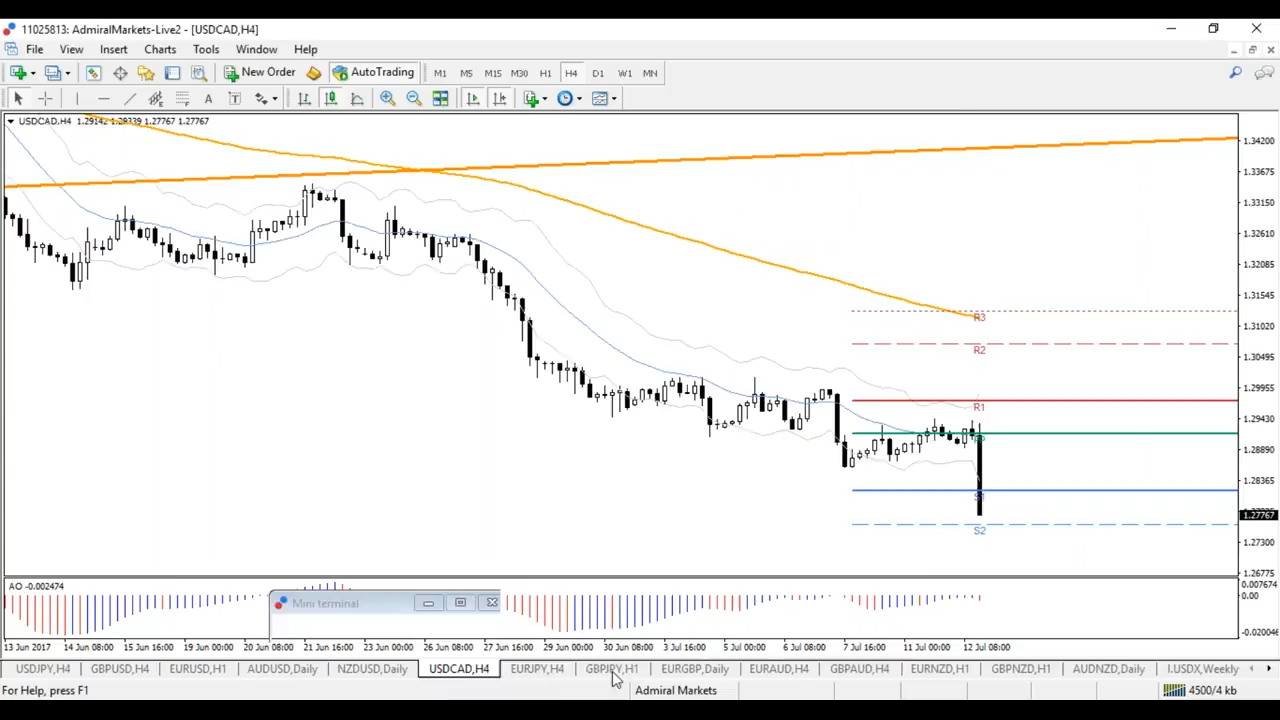 11025813: AdmiralMarkets-Live2 - [USDCAD,H4]
File View Insert Charts Tools Window Help
New Order AutoTrading M1 M5 M15 M30 H1 H4 D1 W1 MN
A T
USDCAD,H4 1.29142 1.29339 1.27767 1.27767
1.34200
1.33675
1.33150
1.32610
1.32085
1.31545
R3
1.31020
R2
1.30495
1.29955
R1
1.29430
1.28890
1.28365
S1
1.27767
S2
1.27300
1.26775
AO -0.002474
0.007674
0.00
Mini terminal
-0.020046
13 Jun 2017 14 Jun 08:00 15 Jun 16:00 19 Jun 00:00 20 Jun 08:00 21 Jun 16:00 23 Jun 00:00 26 Jun 08:00 27 Jun 16:00 29 Jun 00:00 30 Jun 08:00 3 Jul 16:00 5 Jul 00:00 6 Jul 08:00 7 Jul 16:00 11 Jul 00:00 12 Jul 08:00
USDJPY,H4 GBPUSD,H4 EURUSD,H1 AUDUSD,Daily NZDUSD,Daily USDCAD,H4 EURJPY,H4 GBPJPY,H1 EURGBP,Daily EURAUD,H4 GBPAUD,H4 EURNZD,H1 GBPNZD,H1 AUDNZD,Daily I.USDX,Weekly
For Help, press F1 Admiral Markets 4500/4 kb